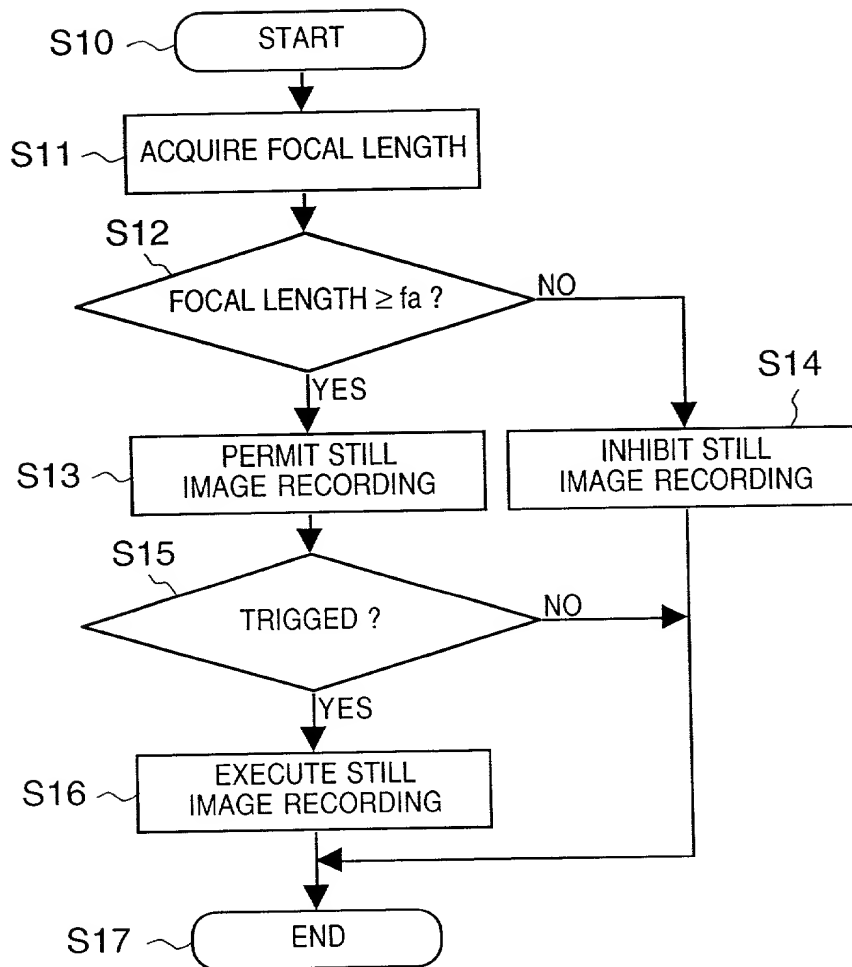 S10
START
S11
ACQUIRE FOCAL LENGTH
S12
FOCAL LENGTH ≥ fa ?
NO
YES
S14
S13
PERMIT STILL
IMAGE RECORDING
INHIBIT STILL
IMAGE RECORDING
S15
TRIGGED ?
NO
YES
S16
EXECUTE STILL
IMAGE RECORDING
S17
END